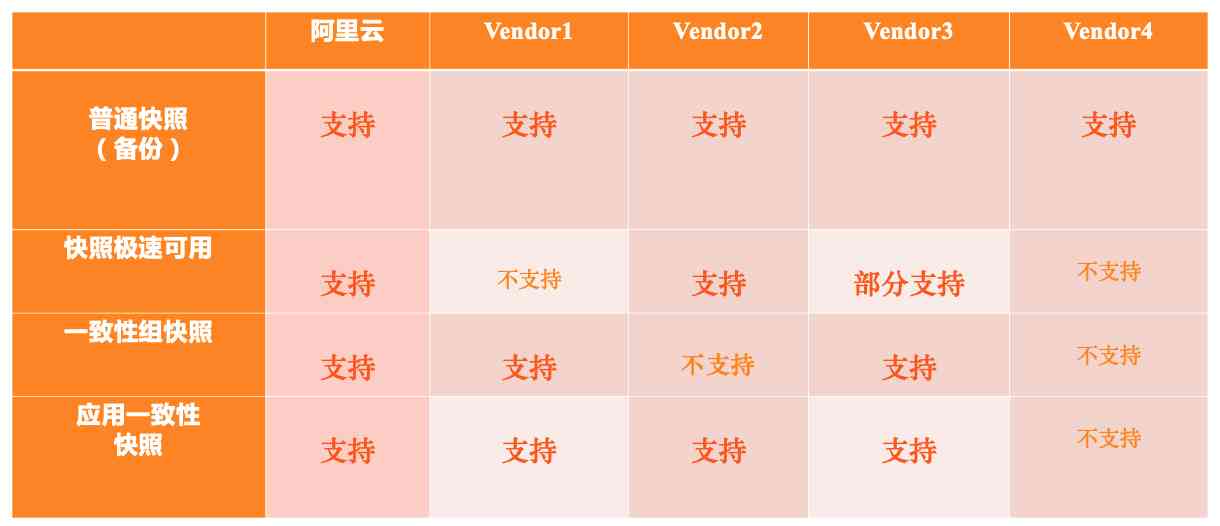 阿里云 Vendor1 Vendor2 Vendor3 Vendor4
普通快照
（备份） 支持 支持 支持 支持 支持
快照极速可用 支持 不支持 支持 部分支持 不支持
一致性组快照 支持 支持 不支持 支持 不支持
应用一致性
快照 支持 支持 支持 支持 不支持